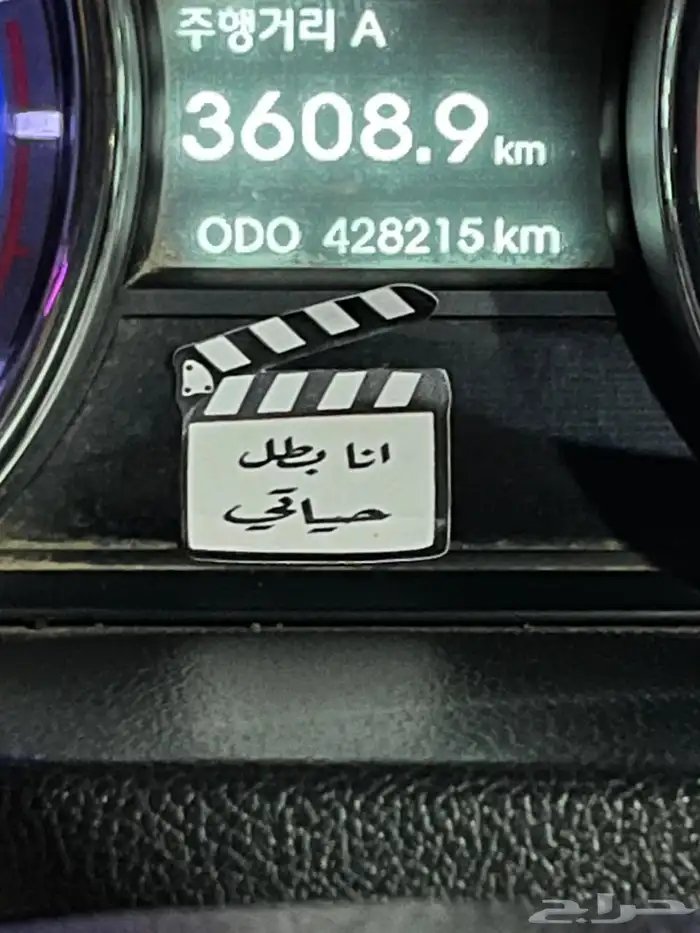 주행거리 A
3608.9 km
ODO 428215 km
انا بطل
حياتي
حراج